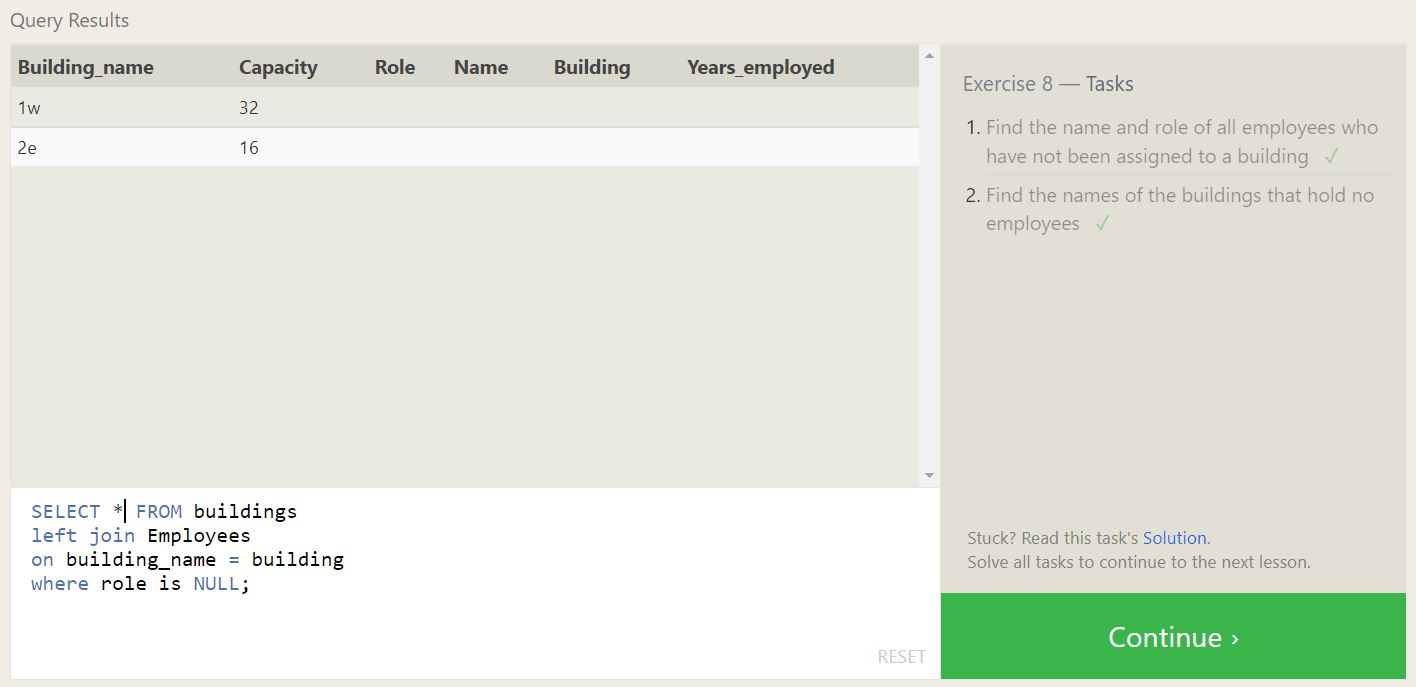 Query Results
Building_name Capacity Role Name Building Years_employed
1w 32
2e 16
SELECT * FROM buildings
left join Employees
on building_name = building
where role is NULL;
RESET
Exercise 8 — Tasks
1. Find the name and role of all employees who
have not been assigned to a building ✓
2. Find the names of the buildings that hold no
employees ✓
Stuck? Read this task's Solution.
Solve all tasks to continue to the next lesson.
Continue ›